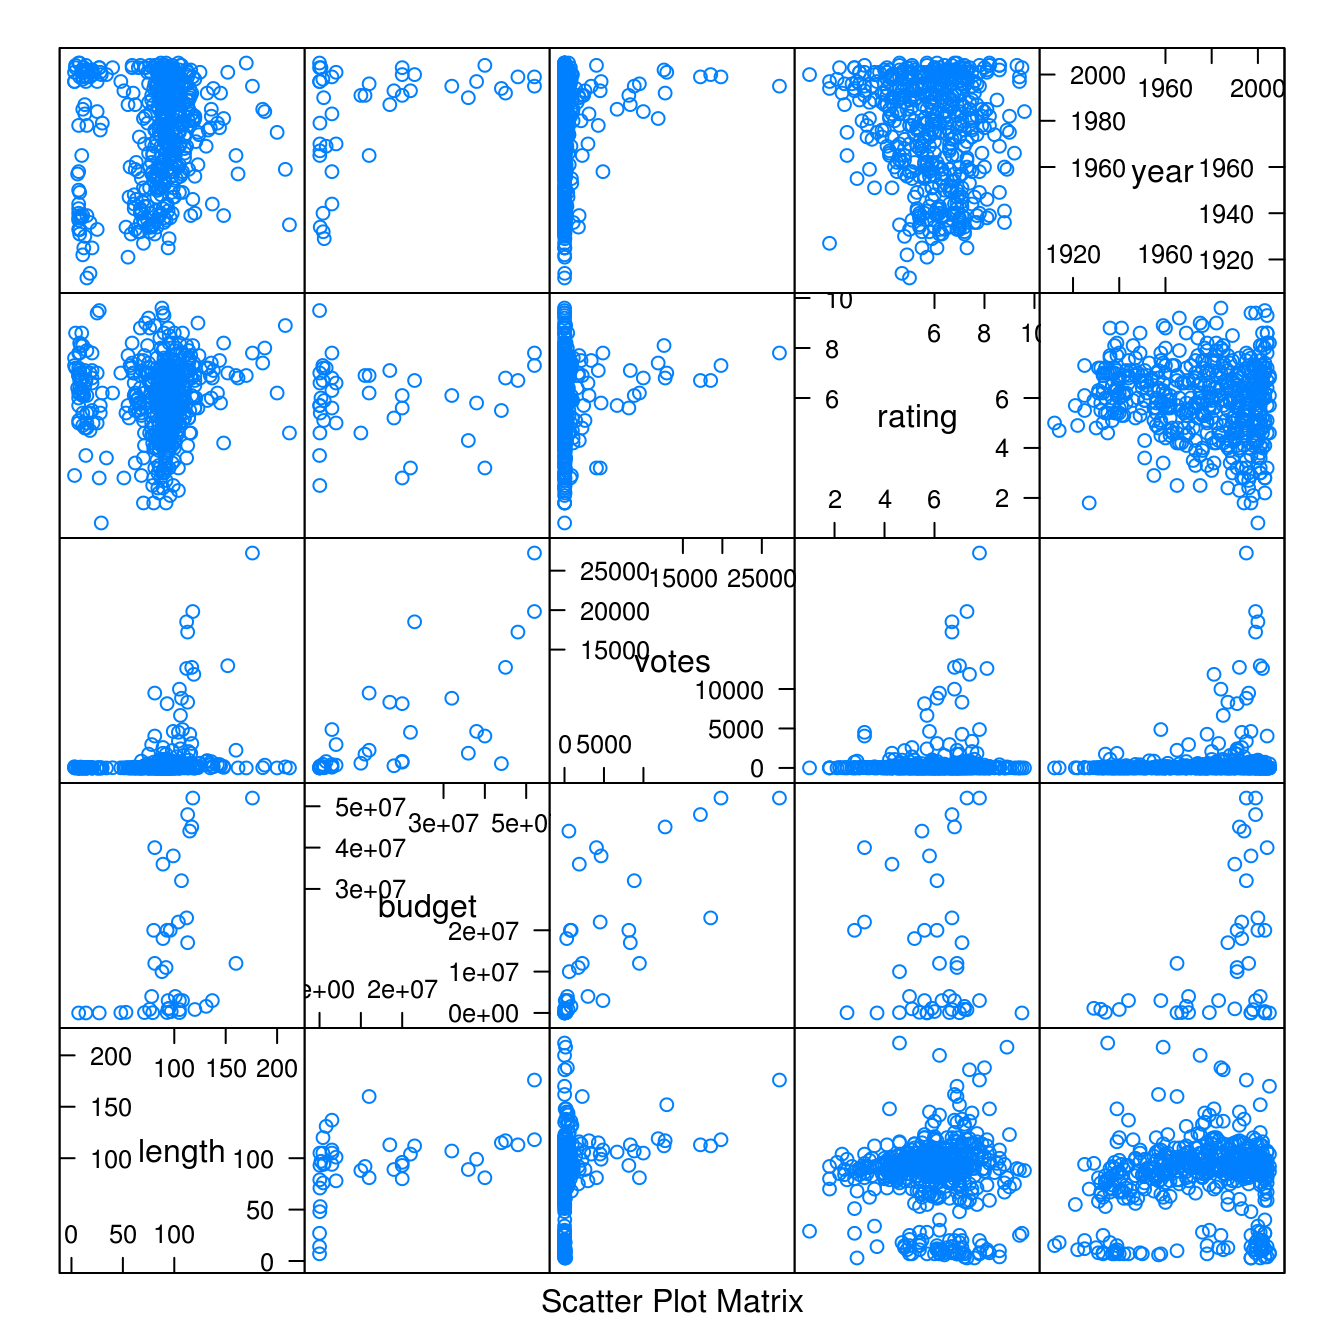 2000 1960 2000
1980
1960 year 1960
1940
1920 1960 1920
10 6 8 10
8
6 6
rating
4
2 4 6 2
25000 15000 25000
20000
15000
votes
10000
5000
0 5000 0
5e+07 3e+07 5e+0
4e+07
3e+07
budget
2e+07
1e+07
e+00 2e+07
0e+00
200 100 150 200
150
100 length 100
50
0 50 100
0
Scatter Plot Matrix